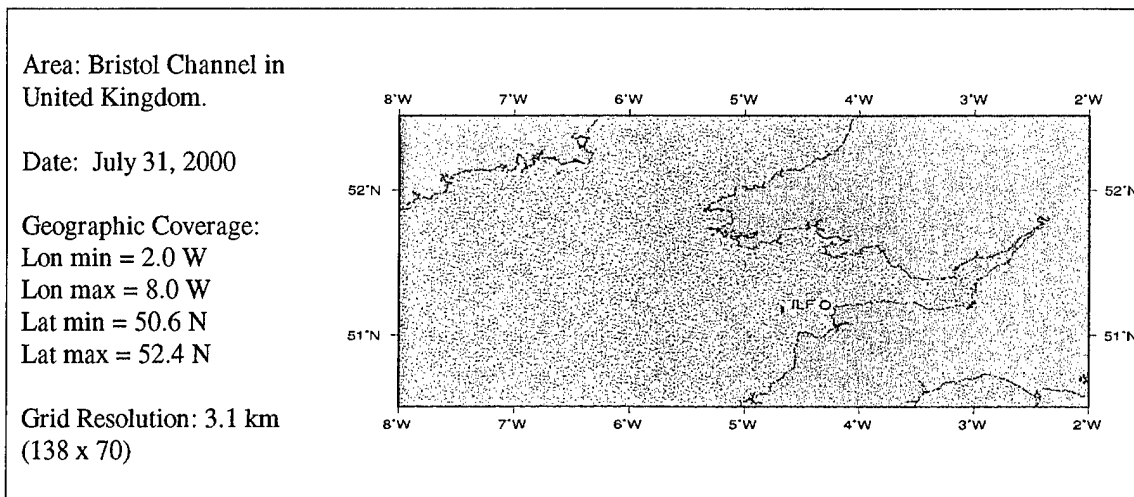 Area: Bristol Channel in
United Kingdom.
Date: July 31, 2000
Geographic Coverage:
Lon min = 2.0 W
Lon max = 8.0 W
Lat min = 50.6 N
Lat max = 52.4 N
Grid Resolution: 3.1 km
(138 x 70)
8°W 7°W 6°W 5°W 4°W 3°W 2°W
52°N 52°N
ILF
51°N 51°N
8°W 7°W 6°W 5°W 4°W 3°W 2°W